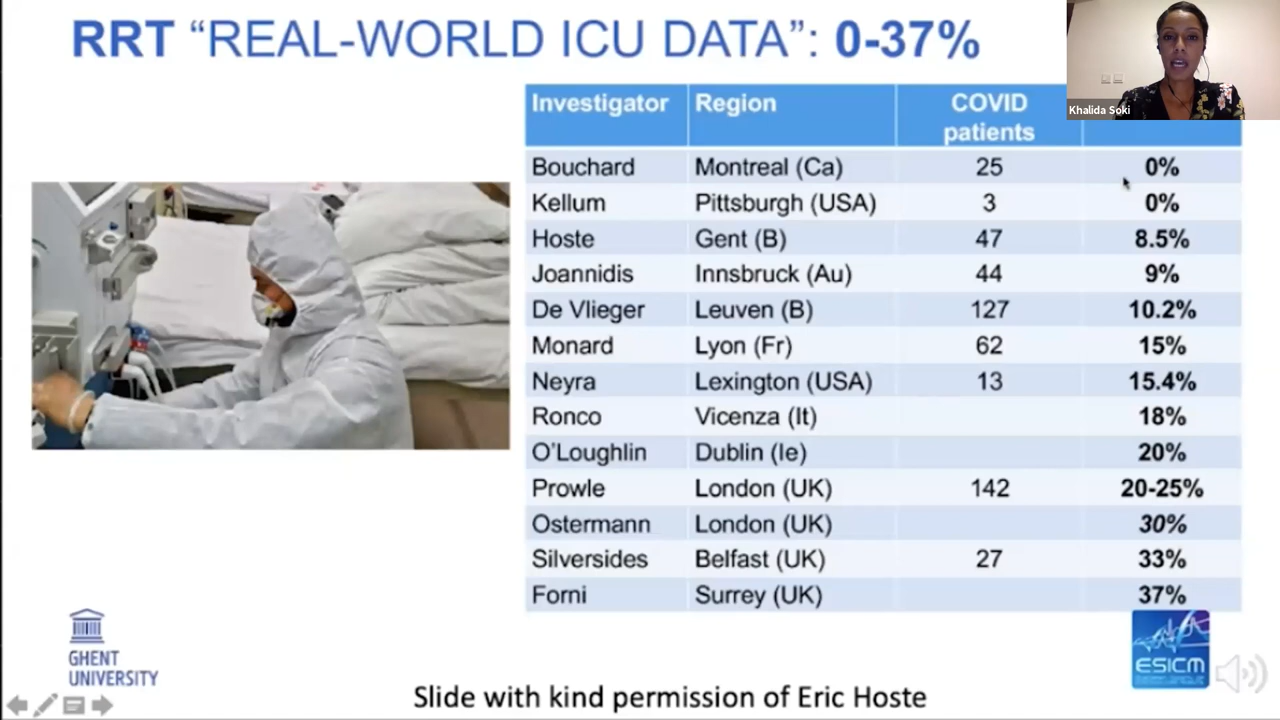 RRT “REAL-WORLD ICU DATA”: 0-37%
Khalida Soki
Investigator Region COVID patients
Bouchard Montreal (Ca) 25 0%
Kellum Pittsburgh (USA) 3 0%
Hoste Gent (B) 47 8.5%
Joannidis Innsbruck (Au) 44 9%
De Vlieger Leuven (B) 127 10.2%
Monard Lyon (Fr) 62 15%
Neyra Lexington (USA) 13 15.4%
Ronco Vicenza (It) 18%
O’Loughlin Dublin (Ie) 20%
Prowle London (UK) 142 20-25%
Ostermann London (UK) 30%
Silversides Belfast (UK) 27 33%
Forni Surrey (UK) 37%
GHENT
UNIVERSITY
ESICM
Slide with kind permission of Eric Hoste